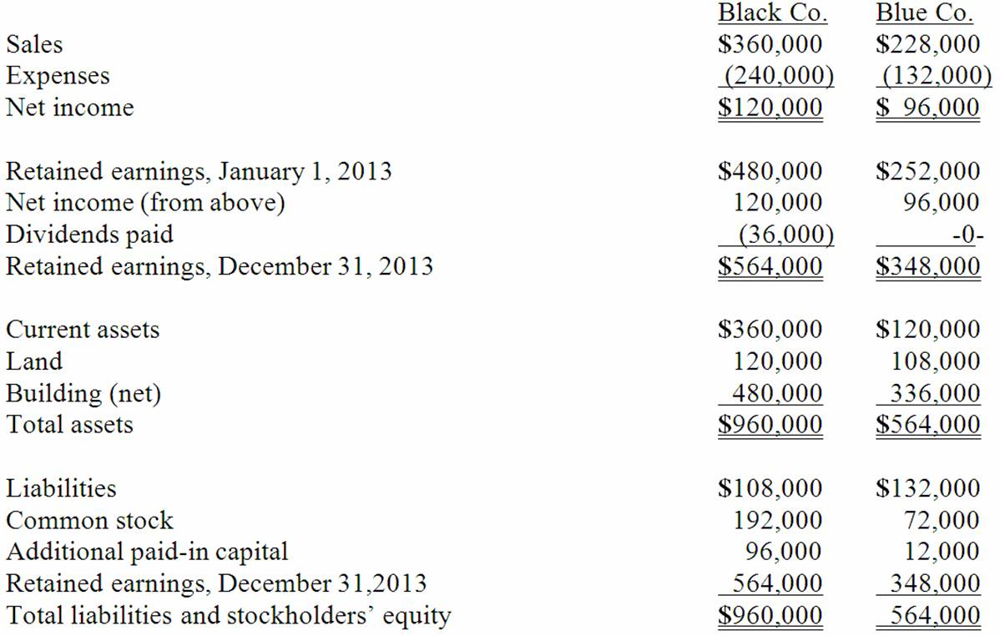 Black Co. Blue Co.
Sales $360,000 $228,000
Expenses (240,000) (132,000)
Net income $120,000 $ 96,000
Retained earnings, January 1, 2013 $480,000 $252,000
Net income (from above) 120,000 96,000
Dividends paid (36,000) -0-
Retained earnings, December 31, 2013 $564,000 $348,000
Current assets $360,000 $120,000
Land 120,000 108,000
Building (net) 480,000 336,000
Total assets $960,000 $564,000
Liabilities $108,000 $132,000
Common stock 192,000 72,000
Additional paid-in capital 96,000 12,000
Retained earnings, December 31,2013 564,000 348,000
Total liabilities and stockholders’ equity $960,000 564,000